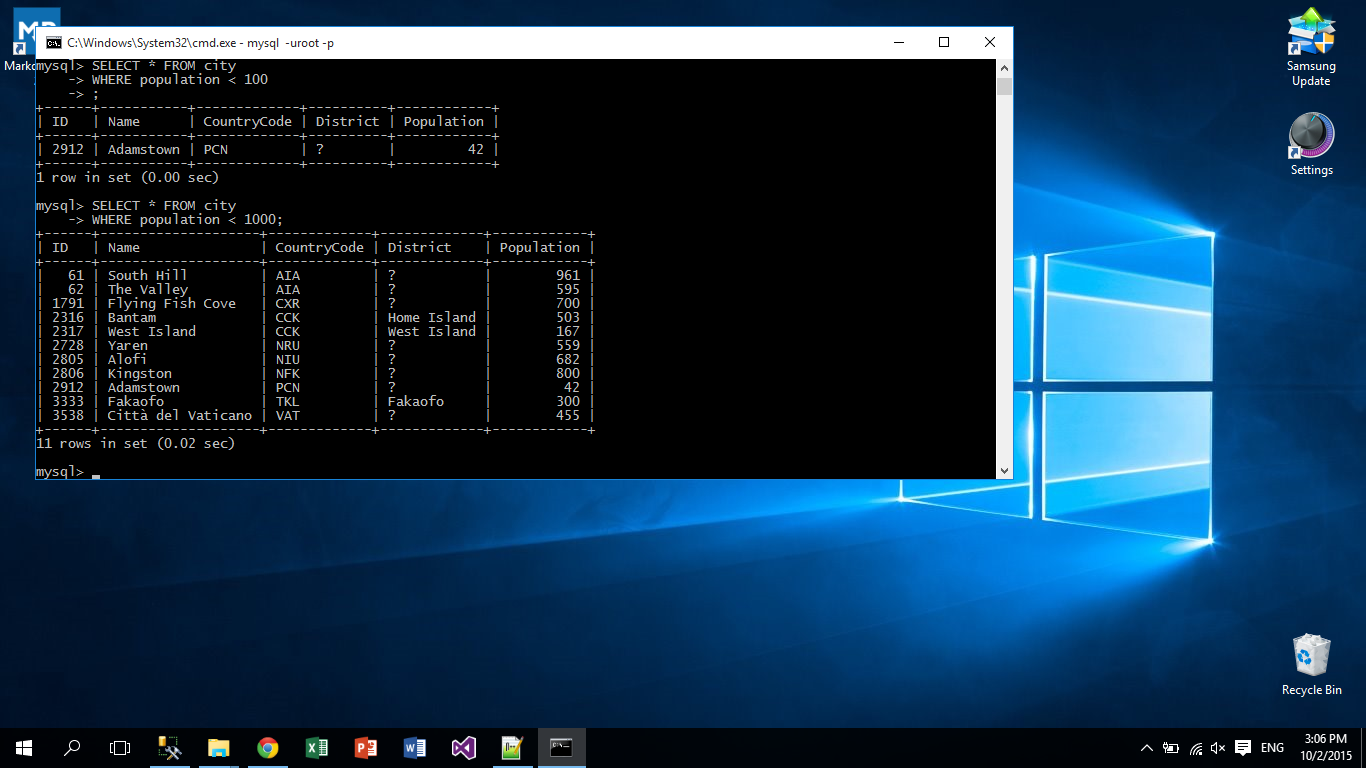 C:\Windows\System32\cmd.exe - mysql  -uroot -p
mysql> SELECT * FROM city
    -> WHERE population < 100
    -> ;
+------+-----------+-------------+----------+------------+
| ID   | Name      | CountryCode | District | Population |
+------+-----------+-------------+----------+------------+
| 2912 | Adamstown | PCN         | ?        |         42 |
+------+-----------+-------------+----------+------------+
1 row in set (0.00 sec)
mysql> SELECT * FROM city
    -> WHERE population < 1000;
+------+--------------------+-------------+-------------+------------+
| ID   | Name               | CountryCode | District    | Population |
+------+--------------------+-------------+-------------+------------+
|   61 | South Hill         | AIA         | ?           |        961 |
|   62 | The Valley         | AIA         | ?           |        595 |
| 1791 | Flying Fish Cove   | CXR         | ?           |        700 |
| 2316 | Bantam             | CCK         | Home Island |        503 |
| 2317 | West Island        | CCK         | West Island |        167 |
| 2728 | Yaren              | NRU         | ?           |        559 |
| 2805 | Alofi              | NIU         | ?           |        682 |
| 2806 | Kingston           | NFK         | ?           |        800 |
| 2912 | Adamstown          | PCN         | ?           |         42 |
| 3333 | Fakaofo            | TKL         | Fakaofo     |        300 |
| 3538 | Città del Vaticano | VAT         | ?           |        455 |
+------+--------------------+-------------+-------------+------------+
11 rows in set (0.02 sec)
mysql>
Samsung
Update
Settings
Recycle Bin
ENG
3:06 PM
10/2/2015